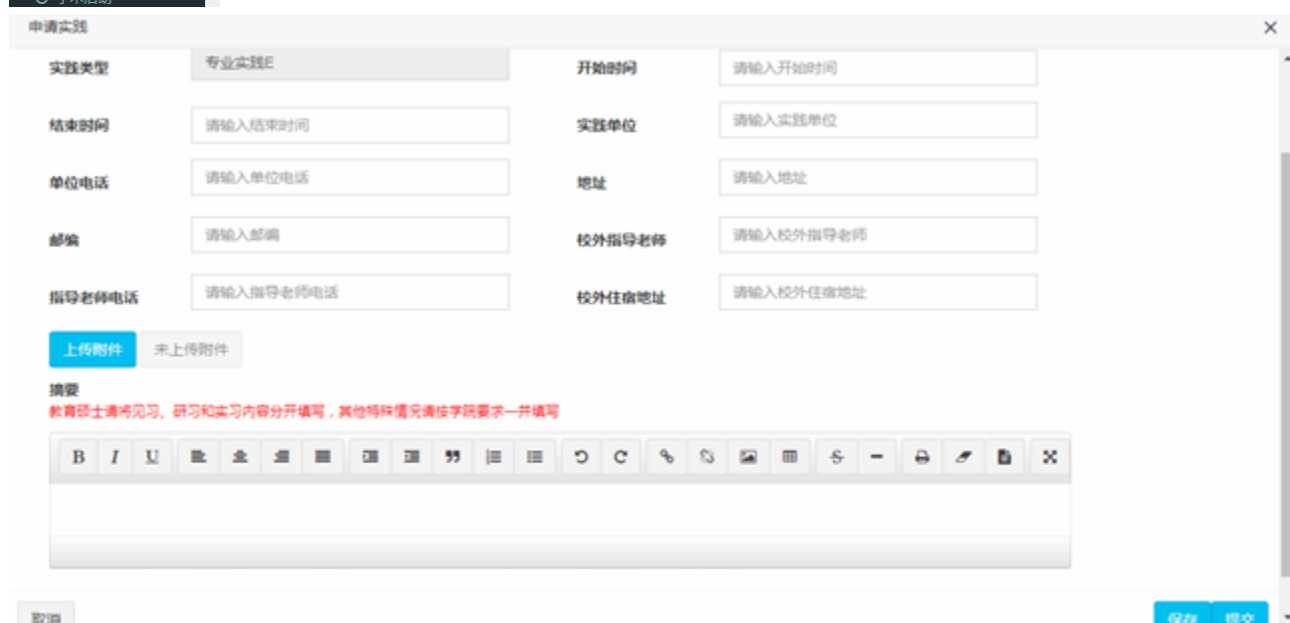 学术活动
申请实践
实践类型 专业实践E 开始时间 请输入开始时间
结束时间 请输入结束时间 实践单位 请输入实践单位
单位电话 请输入单位电话 地址 请输入地址
邮编 请输入邮编 校外指导老师 请输入校外指导老师
指导老师电话 请输入指导老师电话 校外住宿地址 请输入校外住宿地址
上传附件 未上传附件
摘要
教育硕士请将见习、研习和实习内容分开填写，其他特殊情况请按学院要求一并填写
B I U S
取消 保存 提交